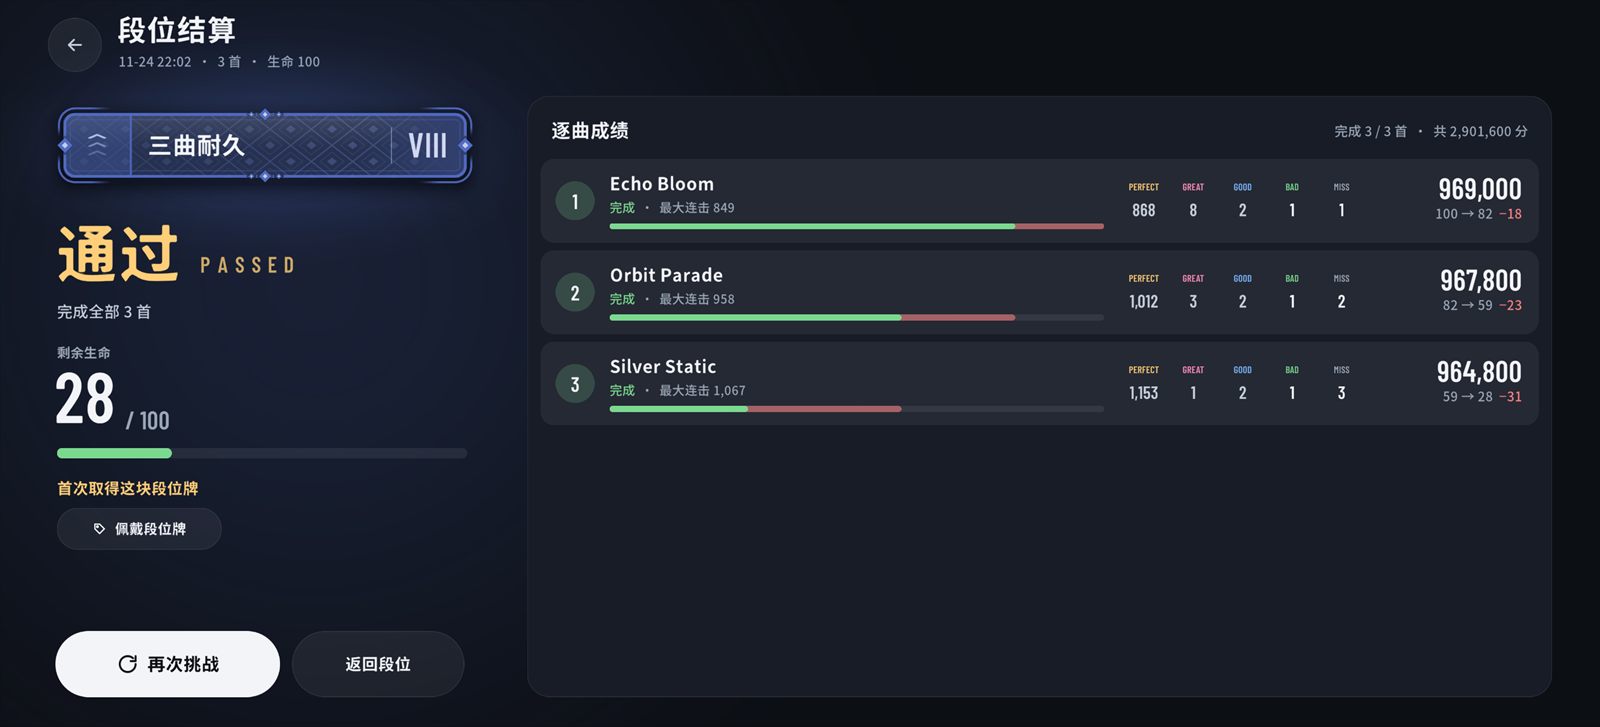 段位结算
11-24 22:02 · 3 首 · 生命 100
三曲耐久 VIII
通过 PASSED
完成全部 3 首
剩余生命
28 / 100
首次取得这块段位牌
佩戴段位牌
再次挑战
返回段位
逐曲成绩
完成 3 / 3 首 · 共 2,901,600 分
1
Echo Bloom
完成 · 最大连击 849
PERFECT GREAT GOOD BAD MISS
868 8 2 1 1
969,000
100 → 82 −18
2
Orbit Parade
完成 · 最大连击 958
PERFECT GREAT GOOD BAD MISS
1,012 3 2 1 2
967,800
82 → 59 −23
3
Silver Static
完成 · 最大连击 1,067
PERFECT GREAT GOOD BAD MISS
1,153 1 2 1 3
964,800
59 → 28 −31